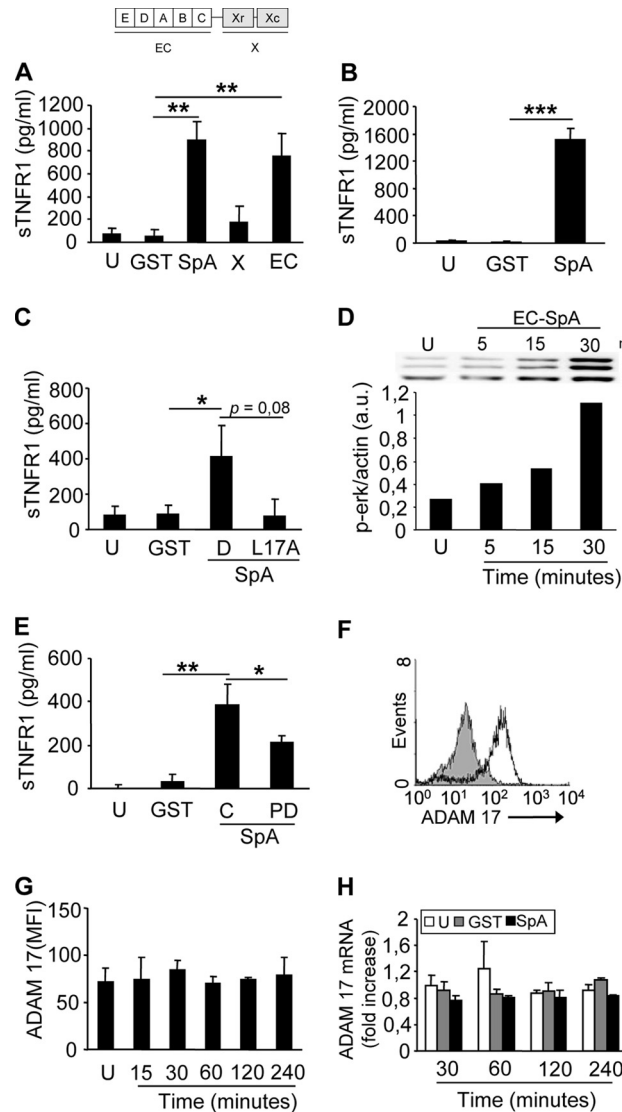 E D A B C Xr Xc
EC X
A
1200
1000
800
600
400
200
0
sTNFR1 (pg/ml)
**
**
U GST SpA X EC
B
2000
1600
1200
800
400
0
sTNFR1 (pg/ml)
***
U GST SpA
C
800
600
400
200
0
sTNFR1 (pg/ml)
*
p = 0,08
U GST D L17A
SpA
D
EC-SpA
U 5 15 30
1,2
1
0,8
0,6
0,4
0,2
0
p-erk/actin (a.u.)
U 5 15 30
Time (minutes)
E
600
400
200
0
sTNFR1 (pg/ml)
**
*
U GST C PD
SpA
F
8
0
Events
10⁰ 10¹ 10² 10³ 10⁴
ADAM 17
G
150
100
75
50
25
0
ADAM 17(MFI)
U 15 30 60 120 240
Time (minutes)
H
U GST SpA
2
1,6
1,2
0,8
0,4
0
ADAM 17 mRNA
(fold increase)
30 60 120 240
Time (minutes)